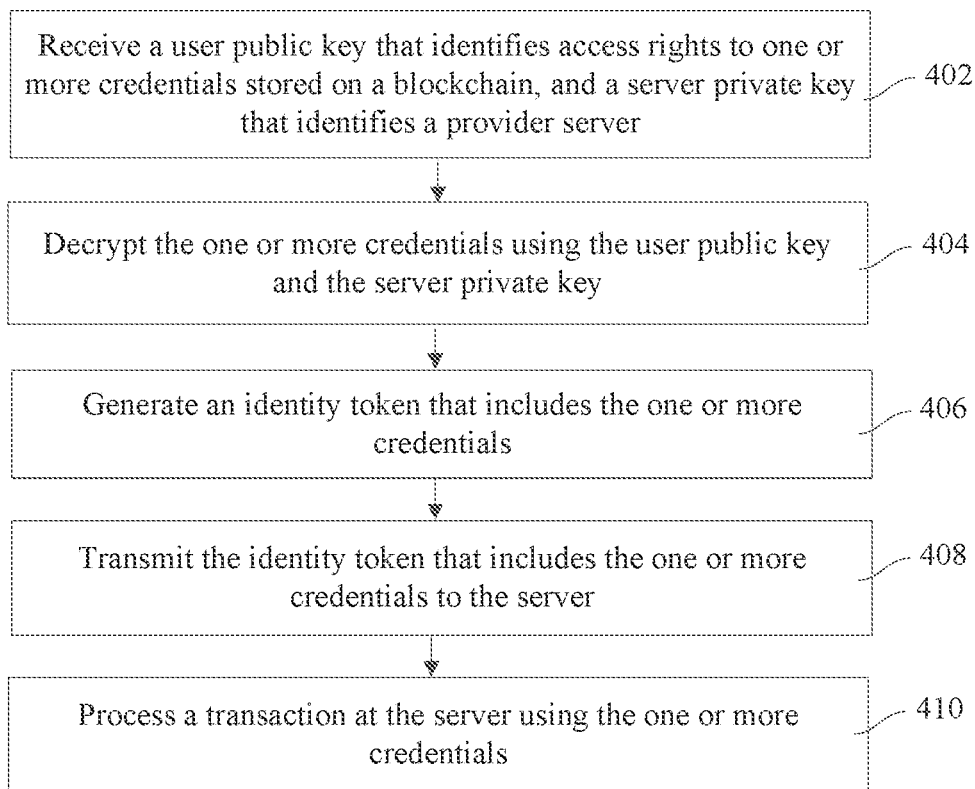 Receive a user public key that identifies access rights to one or
more credentials stored on a blockchain, and a server private key
that identifies a provider server
402
Decrypt the one or more credentials using the user public key
and the server private key
404
Generate an identity token that includes the one or more
credentials
406
Transmit the identity token that includes the one or more
credentials to the server
408
Process a transaction at the server using the one or more
credentials
410